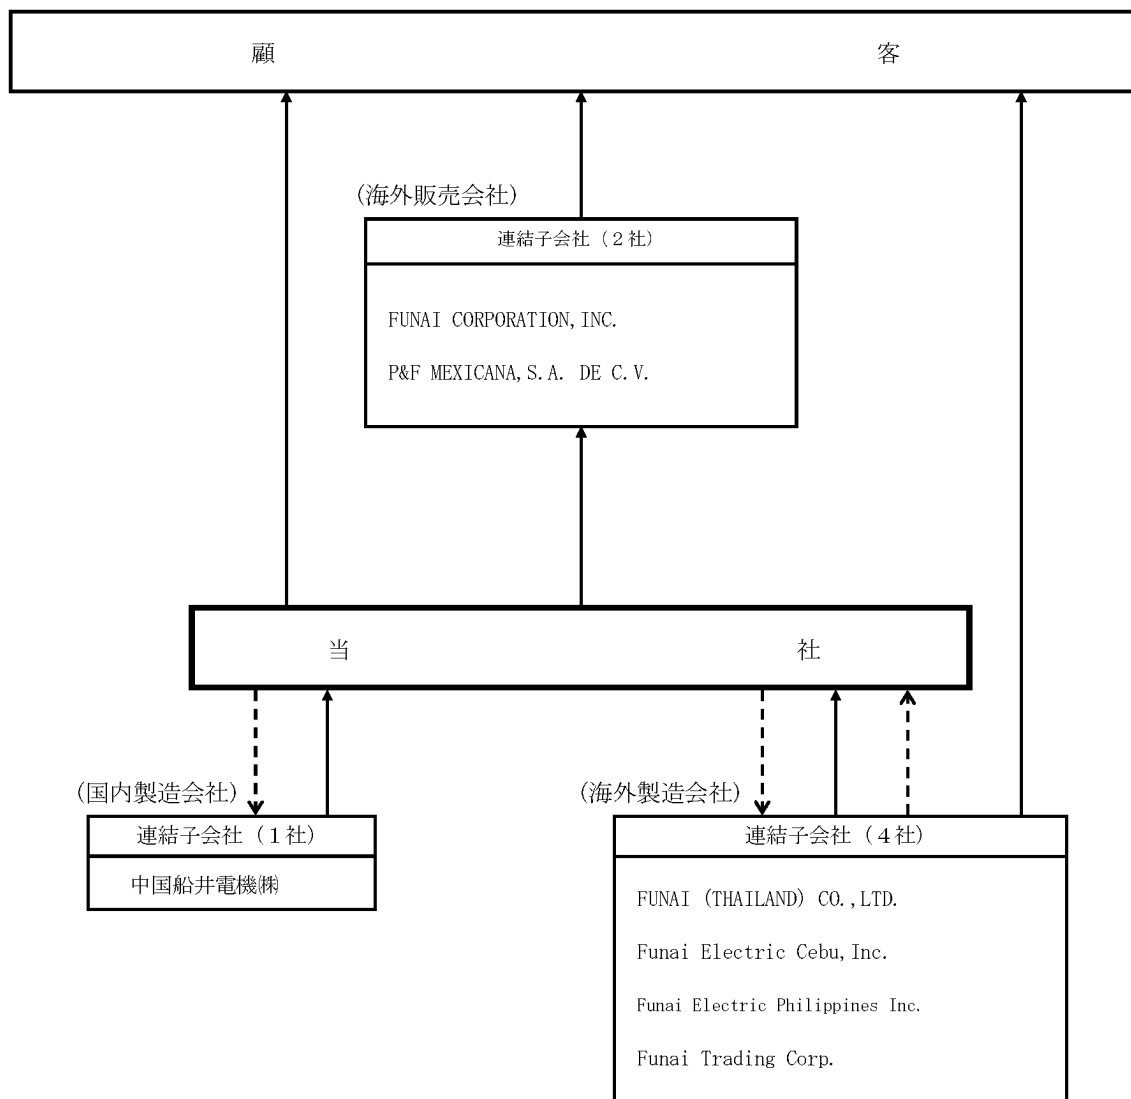 顧 客
(海外販売会社)
連結子会社(2社)
FUNAI CORPORATION,INC.
P&F MEXICANA,S.A. DE C.V.
当 社
(国内製造会社)
連結子会社(1社)
中国船井電機㈱
(海外製造会社)
連結子会社(4社)
FUNAI (THAILAND) CO.,LTD.
Funai Electric Cebu,Inc.
Funai Electric Philippines Inc.
Funai Trading Corp.